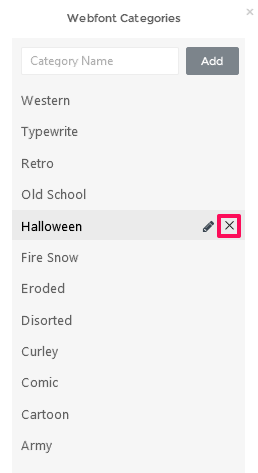 Webfont Categories
Category Name Add
Western
Typewrite
Retro
Old School
Halloween
Fire Snow
Eroded
Disorted
Curley
Comic
Cartoon
Army